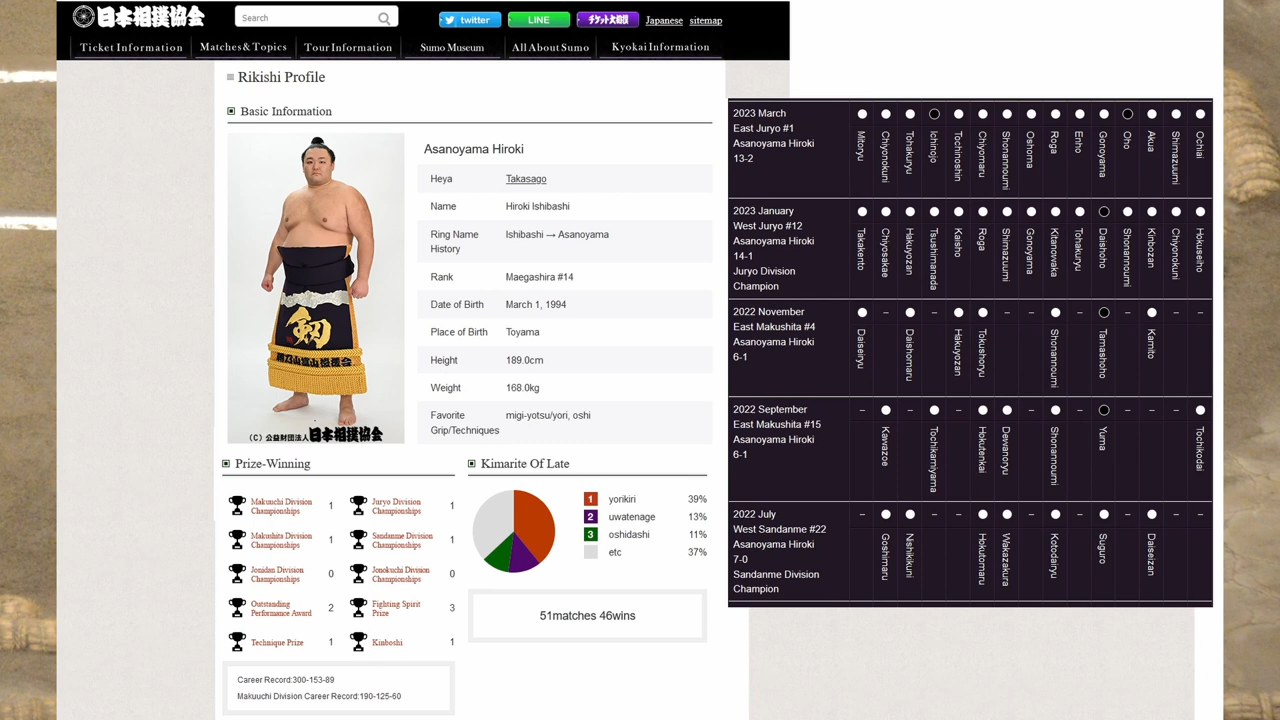 日本相撲協会
Search
twitter
LINE
チケット大相撲
Japanese
sitemap
Ticket Information
Matches & Topics
Tour Information
Sumo Museum
All About Sumo
Kyokai Information
Rikishi Profile
Basic Information
Asanoyama Hiroki
Heya Takasago
Name Hiroki Ishibashi
Ring Name History Ishibashi → Asanoyama
Rank Maegashira #14
Date of Birth March 1, 1994
Place of Birth Toyama
Height 189.0cm
Weight 168.0kg
Favorite Grip/Techniques migi-yotsu/yori, oshi
(C) 公益財団法人 日本相撲協会
Prize-Winning
Makuuchi Division Championships 1
Juryo Division Championships 1
Makushita Division Championships 1
Sandanme Division Championships 1
Jonidan Division Championships 0
Jonokuchi Division Championships 0
Outstanding Performance Award 2
Fighting Spirit Prize 3
Technique Prize 1
Kinboshi 1
Career Record:300-153-89
Makuuchi Division Career Record:190-125-60
Kimarite Of Late
1 yorikiri 39%
2 uwatenage 13%
3 oshidashi 11%
etc 37%
51matches 46wins
2023 March
East Juryo #1
Asanoyama Hiroki
13-2
Mitoryu
Chiyonokuni
Tohakuryu
Ichinojo
Tochinoshin
Chiyomaru
Shonannoumi
Oshoma
Roga
Enho
Gonoyama
Oho
Akua
Shimazuumi
Ochiai
2023 January
West Juryo #12
Asanoyama Hiroki
14-1
Juryo Division
Champion
Takakento
Chiyosakae
Hakuyozan
Tsushimanada
Kaisho
Roga
Shimazuumi
Gonoyama
Kitanowaka
Tohakuryu
Daishoho
Shonannoumi
Kinbozan
Chiyonokuni
Hokuseiho
2022 November
East Makushita #4
Asanoyama Hiroki
6-1
Daiseiryu
Daishomaru
Hakuyozan
Tokushoryu
Shonannoumi
Tamashoho
Kamito
2022 September
East Makushita #15
Asanoyama Hiroki
6-1
Kawazoe
Tochikamiyama
Hokutenkai
Dewanoryu
Shonannoumi
Yuma
Tochikodai
2022 July
West Sandanme #22
Asanoyama Hiroki
7-0
Sandanme Division
Champion
Goshimaru
Nishikikuni
Hokutomaru
Wakazakura
Kotodairyu
Suguro
Daisezan